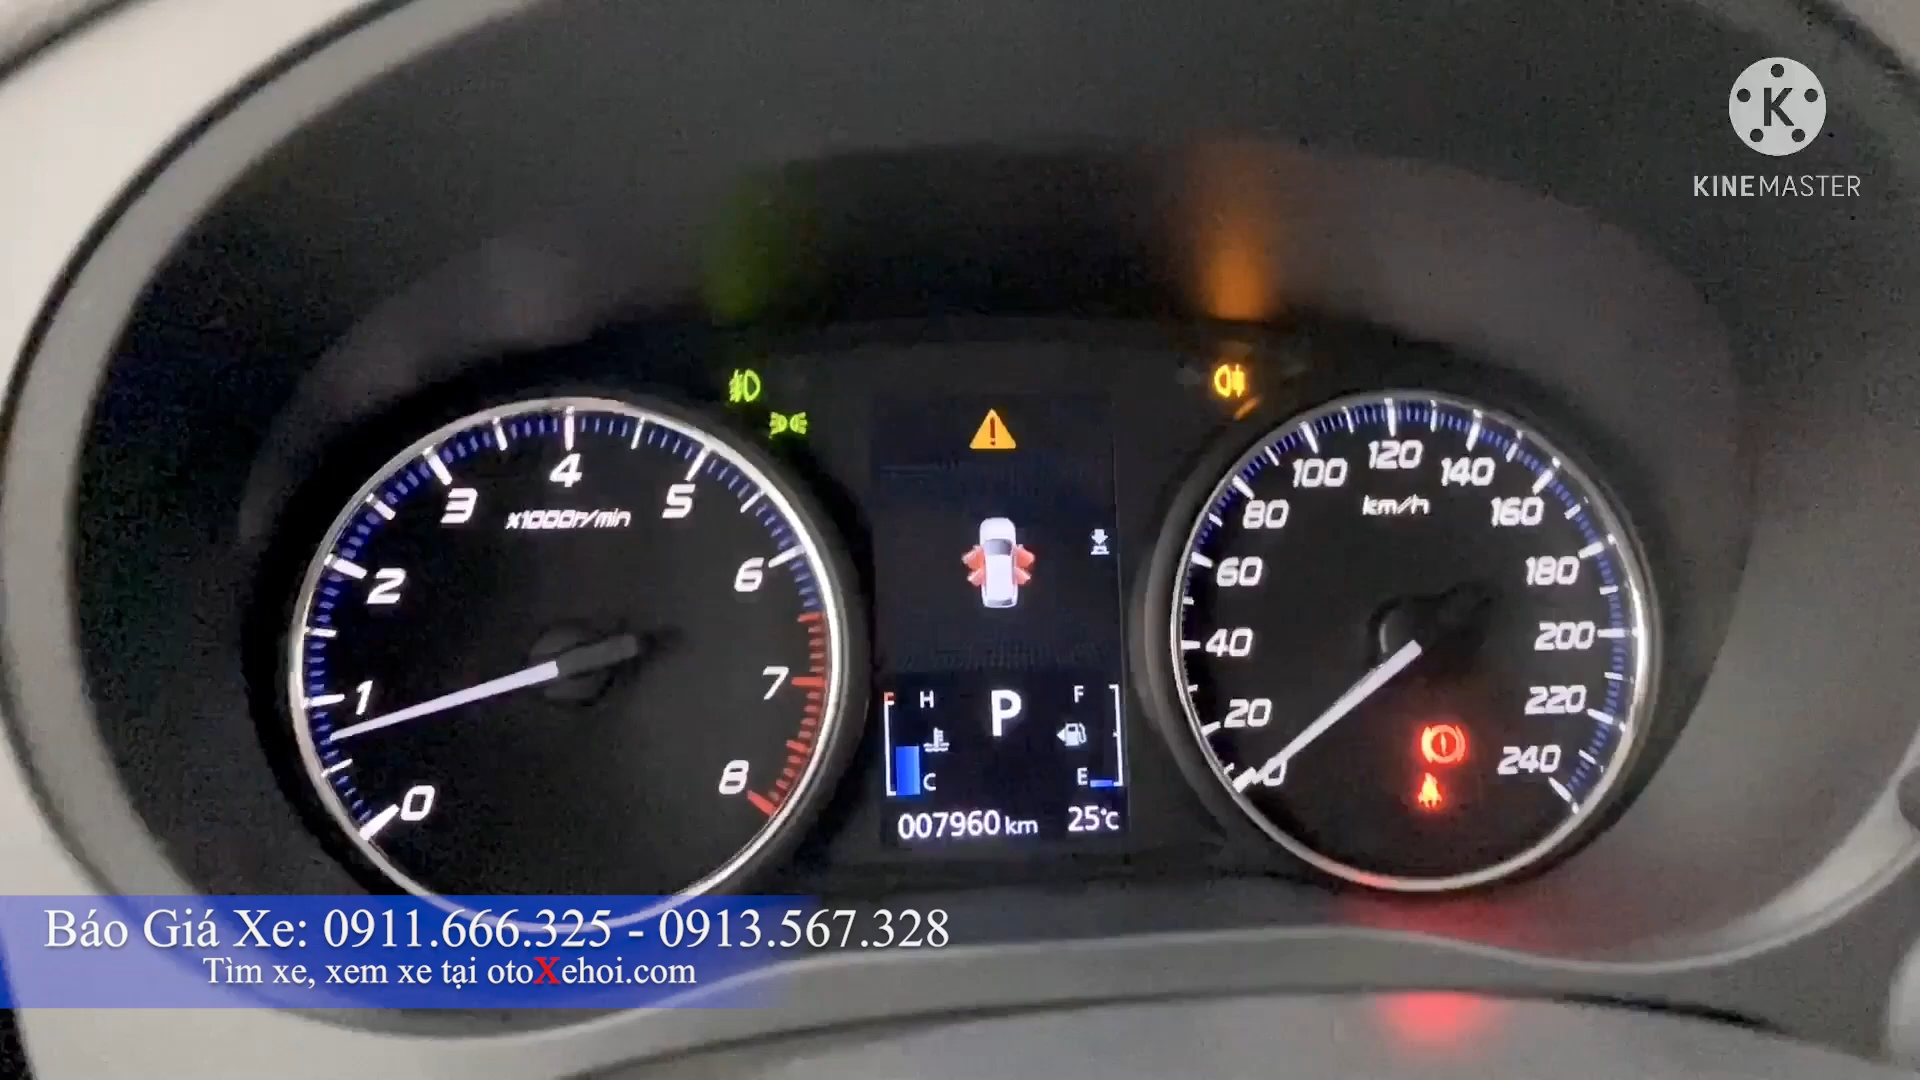 K
KINEMASTER
0
1
2
3
4
5
6
7
8
x1000r/min
H
C
P
F
E
007960 km
25°C
0
20
40
60
80
100
120
140
160
180
200
220
240
km/h
Báo Giá Xe: 0911.666.325 - 0913.567.328
Tìm xe, xem xe tại otoXehoi.com